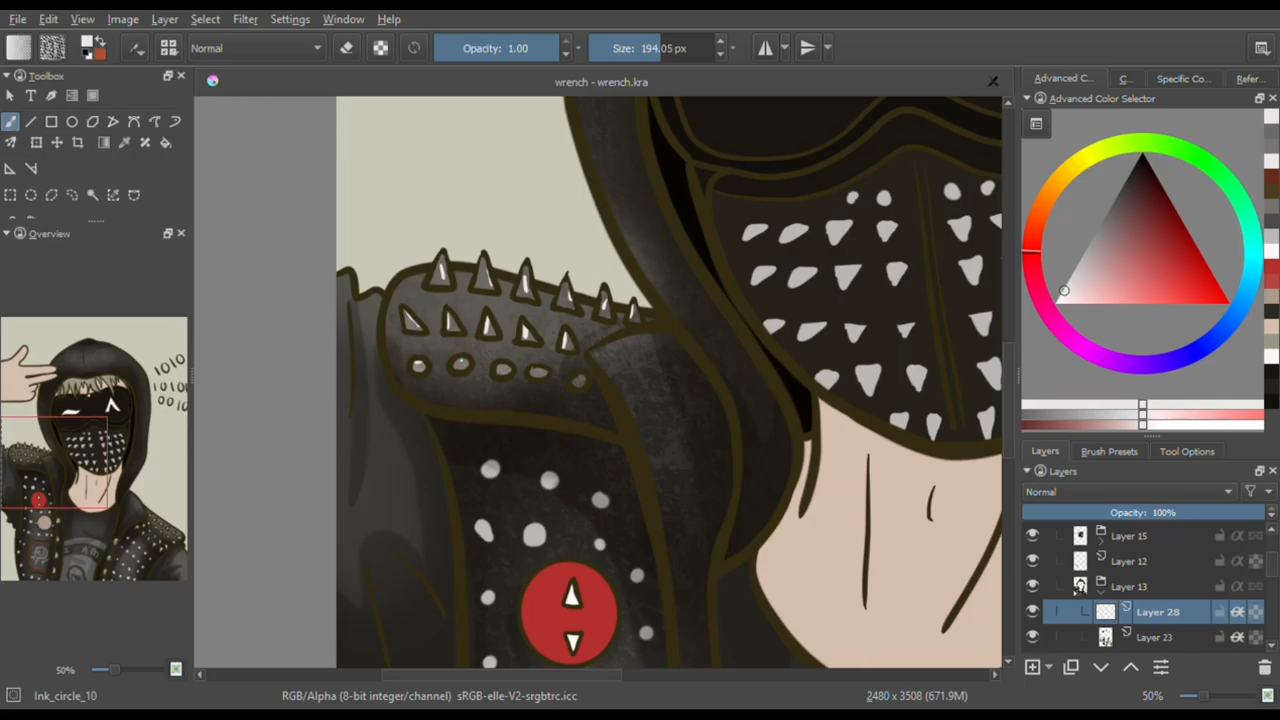 File Edit View Image Layer Select Filter Settings Window Help
Normal Opacity: 1.00 Size: 194.05 px
Toolbox
wrench - wrench.kra
Advanced C... C... Specific Co... Refer...
Advanced Color Selector
Overview
1010
Layers Brush Presets Tool Options
Layers
Normal
Opacity: 100%
Layer 15
Layer 12
Layer 13
Layer 28
Layer 23
50%
Ink_circle_10 RGB/Alpha (8-bit integer/channel) sRGB-elle-V2-srgbtrc.icc 2480 x 3508 (671.9M) 50%